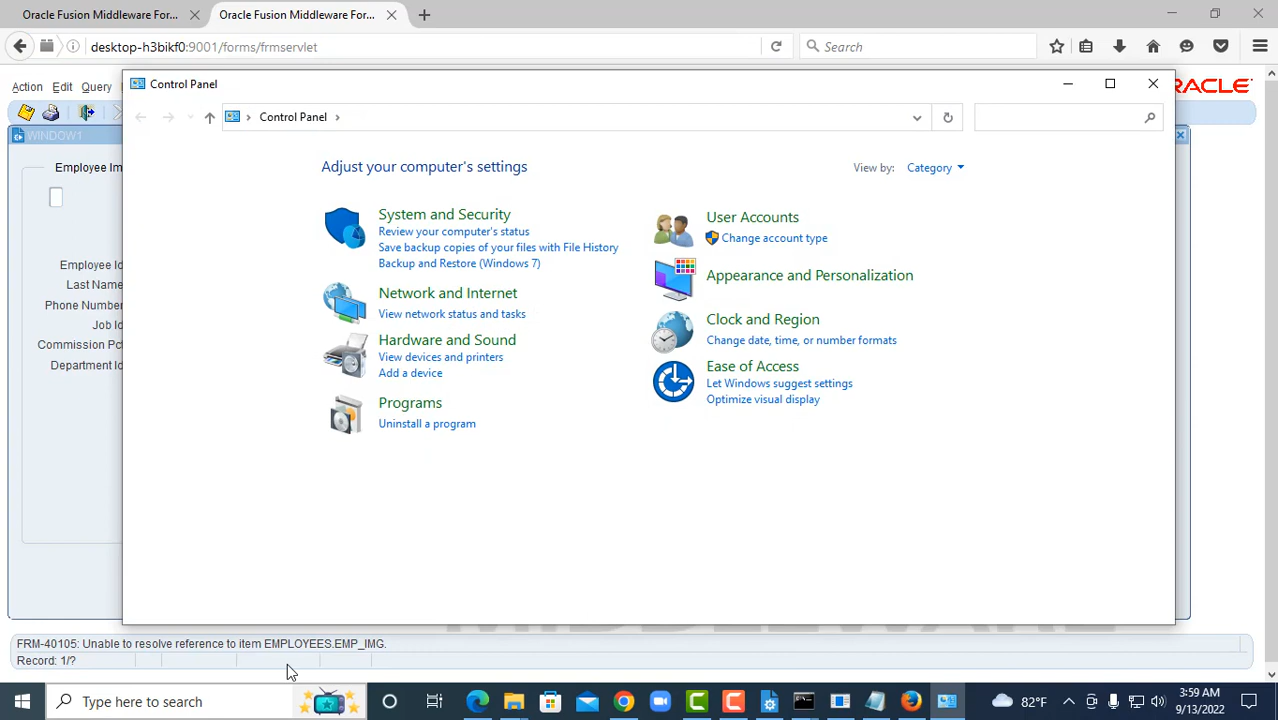 Oracle Fusion Middleware For...
Oracle Fusion Middleware For...
desktop-h3bikf0:9001/forms/frmservlet
Search
Action Edit Query
WINDOW1
Employee Im
Employee Id
Last Name
Phone Number
Job Id
Commission Pct
Department Id
Control Panel
Control Panel
Adjust your computer's settings
View by: Category
System and Security
Review your computer's status
Save backup copies of your files with File History
Backup and Restore (Windows 7)
Network and Internet
View network status and tasks
Hardware and Sound
View devices and printers
Add a device
Programs
Uninstall a program
User Accounts
Change account type
Appearance and Personalization
Clock and Region
Change date, time, or number formats
Ease of Access
Let Windows suggest settings
Optimize visual display
RACLE
FRM-40105: Unable to resolve reference to item EMPLOYEES.EMP_IMG.
Record: 1/?
Type here to search
82°F
3:59 AM
9/13/2022